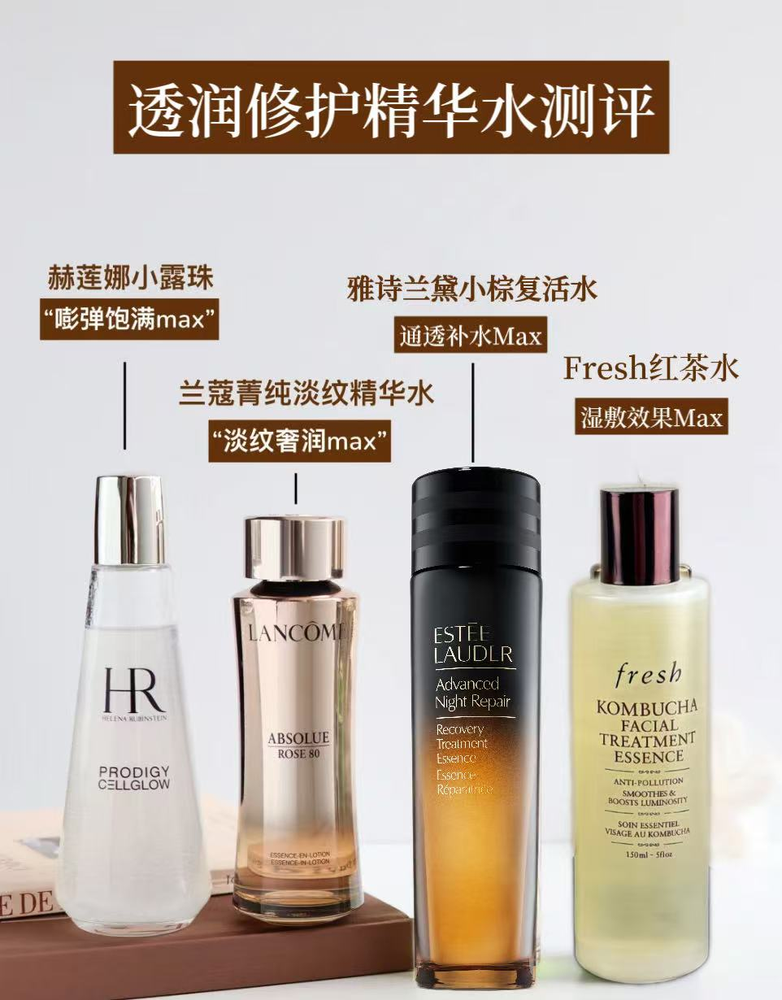 透润修护精华水测评
赫莲娜小露珠
“嘭弹饱满max”
雅诗兰黛小棕复活水
通透补水Max
兰蔻菁纯淡纹精华水
“淡纹奢润max”
Fresh红茶水
湿敷效果Max
HR
HELENA RUBINSTEIN
PRODIGY
CELLGLOW
LANCÔME
ABSOLUE
ROSE 80
ESSENCE-EN-LOTION
ESSENCE-IN-LOTION
ESTĒE
LAUDER
Advanced
Night Repair
Recovery
Treatment
Essence
Essence
Réparatrice
fresh
KOMBUCHA
FACIAL
TREATMENT
ESSENCE
ANTI-POLLUTION
SMOOTHES &
BOOSTS LUMINOSITY
SOIN ESSENTIEL
VISAGE AU KOMBUCHA
150ml - 5floz
E DE